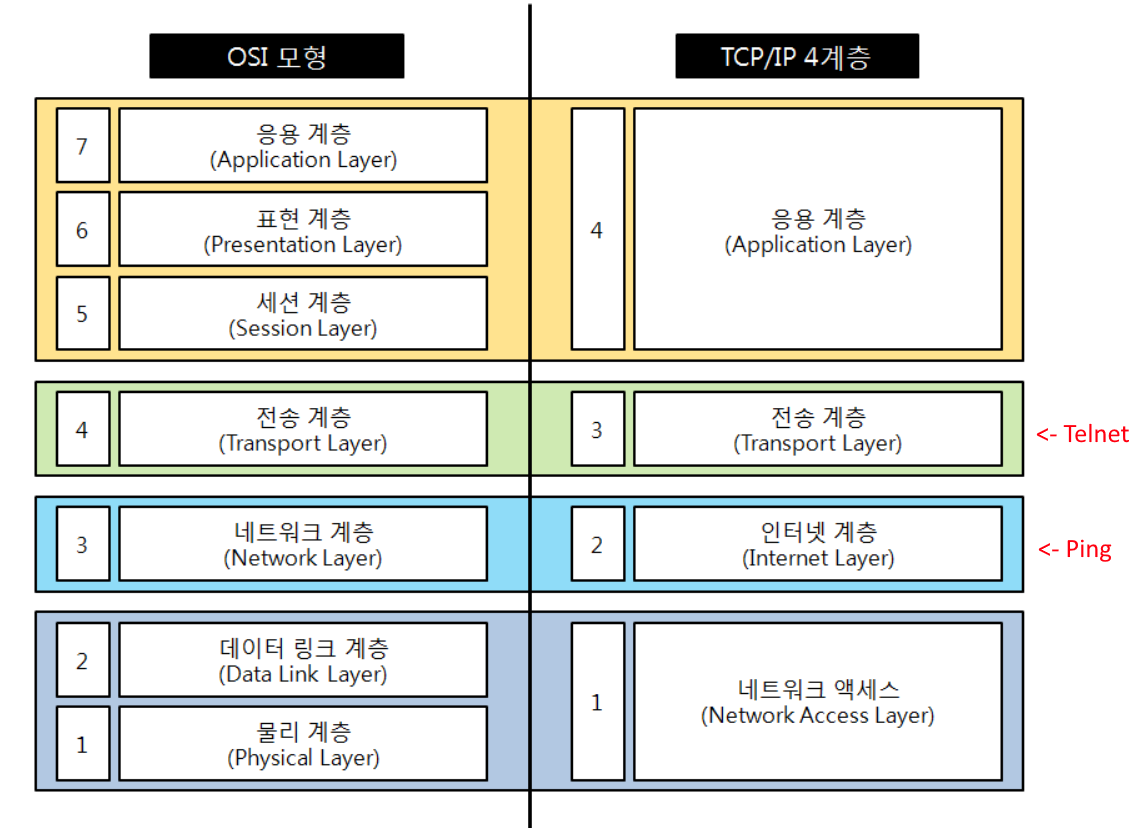 OSI 모형
TCP/IP 4계층
7
응용 계층
(Application Layer)
6
표현 계층
(Presentation Layer)
5
세션 계층
(Session Layer)
4
응용 계층
(Application Layer)
4
전송 계층
(Transport Layer)
3
전송 계층
(Transport Layer)
<- Telnet
3
네트워크 계층
(Network Layer)
2
인터넷 계층
(Internet Layer)
<- Ping
2
데이터 링크 계층
(Data Link Layer)
1
물리 계층
(Physical Layer)
1
네트워크 액세스
(Network Access Layer)